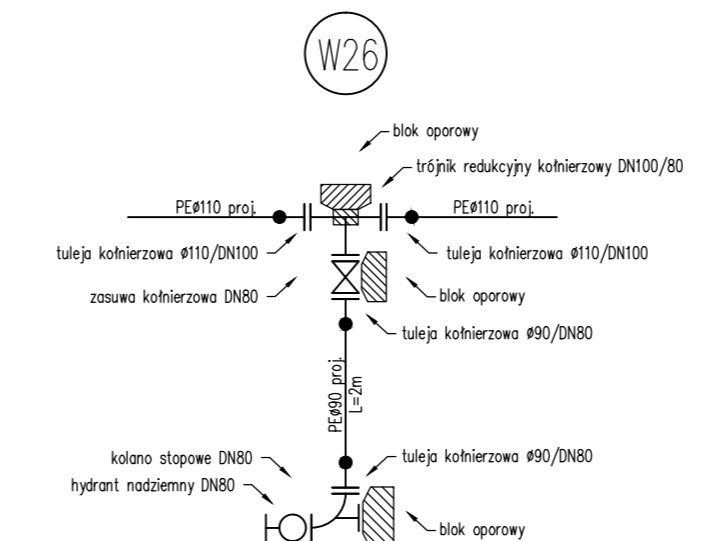 W26
blok oporowy
trójnik redukcyjny kołnierzowy DN100/80
PEø110 proj.
PEø110 proj.
tuleja kołnierzowa ø110/DN100
tuleja kołnierzowa ø110/DN100
zasuwa kołnierzowa DN80
blok oporowy
tuleja kołnierzowa ø90/DN80
PEø90 proj.
L=2m
kolano stopowe DN80
tuleja kołnierzowa ø90/DN80
hydrant nadziemny DN80
blok oporowy